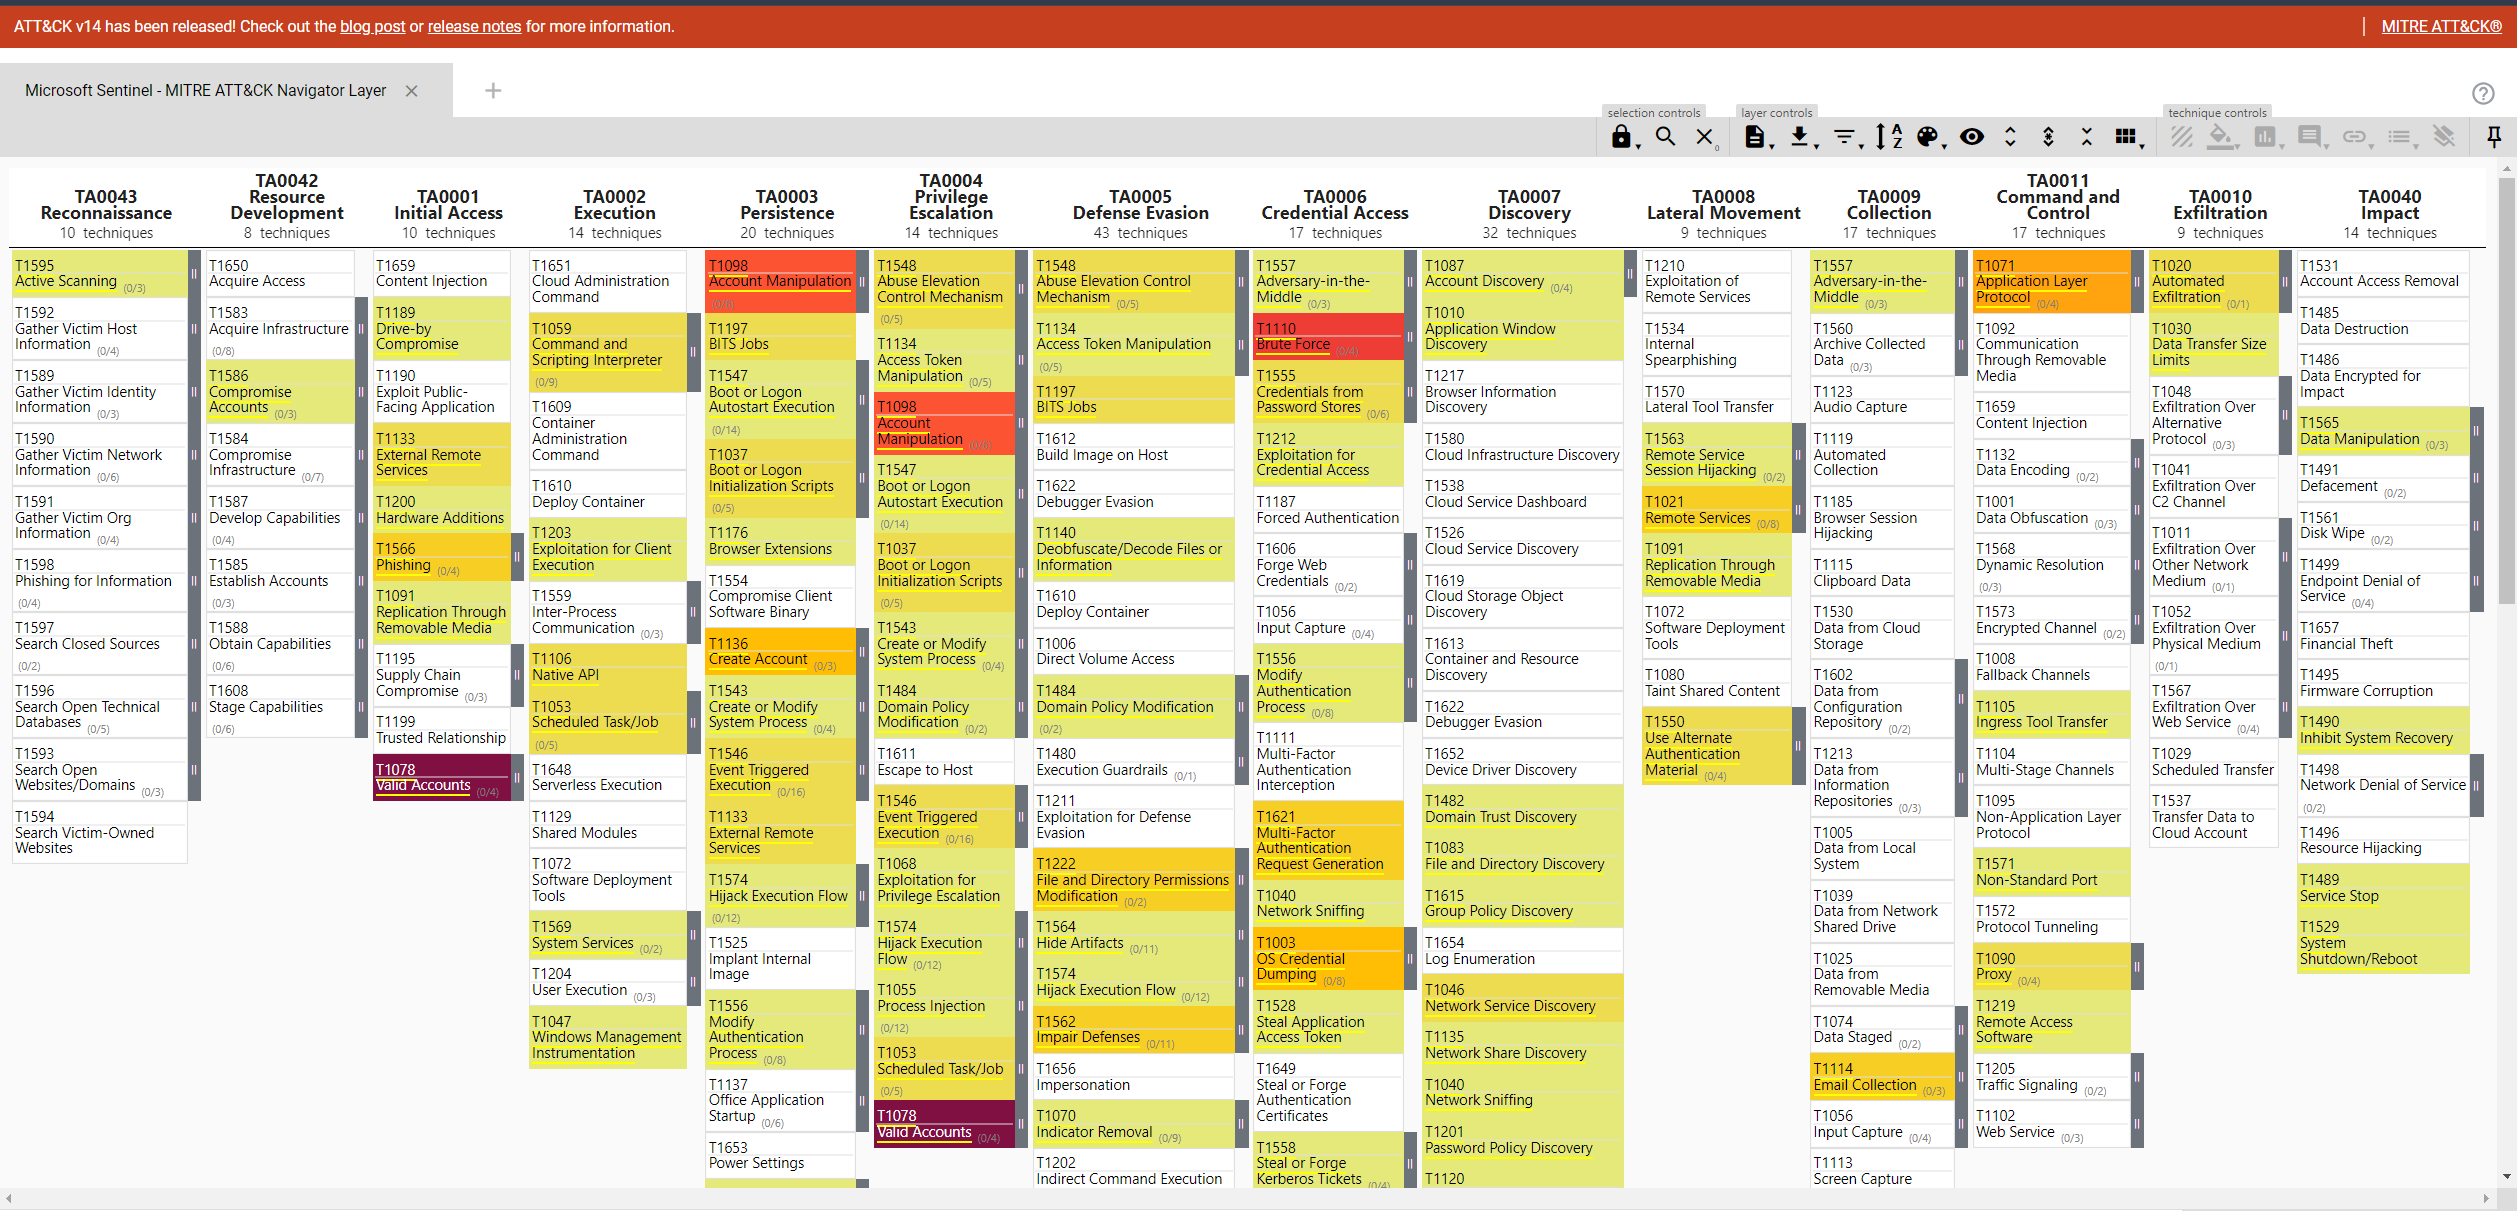 ATT&CK v14 has been released! Check out the blog post or release notes for more information.
MITRE ATT&CK®
Microsoft Sentinel - MITRE ATT&CK Navigator Layer
selection controls
layer controls
technique controls
TA0043
Reconnaissance
10 techniques
T1595
Active Scanning (0/3)
T1592
Gather Victim Host
Information (0/4)
T1589
Gather Victim Identity
Information (0/3)
T1590
Gather Victim Network
Information (0/6)
T1591
Gather Victim Org
Information (0/4)
T1598
Phishing for Information
(0/4)
T1597
Search Closed Sources
(0/2)
T1596
Search Open Technical
Databases (0/5)
T1593
Search Open
Websites/Domains (0/3)
T1594
Search Victim-Owned
Websites
TA0042
Resource
Development
8 techniques
T1650
Acquire Access
T1583
Acquire Infrastructure
(0/8)
T1586
Compromise
Accounts (0/3)
T1584
Compromise
Infrastructure (0/7)
T1587
Develop Capabilities
(0/4)
T1585
Establish Accounts
(0/3)
T1588
Obtain Capabilities
(0/6)
T1608
Stage Capabilities
(0/6)
TA0001
Initial Access
10 techniques
T1659
Content Injection
T1189
Drive-by
Compromise
T1190
Exploit Public-
Facing Application
T1133
External Remote
Services
T1200
Hardware Additions
T1566
Phishing (0/4)
T1091
Replication Through
Removable Media
T1195
Supply Chain
Compromise (0/3)
T1199
Trusted Relationship
T1078
Valid Accounts (0/4)
TA0002
Execution
14 techniques
T1651
Cloud Administration
Command
T1059
Command and
Scripting Interpreter
(0/9)
T1609
Container
Administration
Command
T1610
Deploy Container
T1203
Exploitation for Client
Execution
T1559
Inter-Process
Communication (0/3)
T1106
Native API
T1053
Scheduled Task/Job
(0/5)
T1648
Serverless Execution
T1129
Shared Modules
T1072
Software Deployment
Tools
T1569
System Services (0/2)
T1204
User Execution (0/3)
T1047
Windows Management
Instrumentation
TA0003
Persistence
20 techniques
T1098
Account Manipulation
(0/6)
T1197
BITS Jobs
T1547
Boot or Logon
Autostart Execution
(0/14)
T1037
Boot or Logon
Initialization Scripts
(0/5)
T1176
Browser Extensions
T1554
Compromise Client
Software Binary
T1136
Create Account (0/3)
T1543
Create or Modify
System Process (0/4)
T1546
Event Triggered
Execution (0/16)
T1133
External Remote
Services
T1574
Hijack Execution Flow
(0/12)
T1525
Implant Internal
Image
T1556
Modify
Authentication
Process (0/8)
T1137
Office Application
Startup (0/6)
T1653
Power Settings
TA0004
Privilege
Escalation
14 techniques
T1548
Abuse Elevation
Control Mechanism
(0/5)
T1134
Access Token
Manipulation (0/5)
T1098
Account
Manipulation (0/6)
T1547
Boot or Logon
Autostart Execution
(0/14)
T1037
Boot or Logon
Initialization Scripts
(0/5)
T1543
Create or Modify
System Process (0/4)
T1484
Domain Policy
Modification (0/2)
T1611
Escape to Host
T1546
Event Triggered
Execution (0/16)
T1068
Exploitation for
Privilege Escalation
T1574
Hijack Execution
Flow (0/12)
T1055
Process Injection
(0/12)
T1053
Scheduled Task/Job
(0/5)
T1078
Valid Accounts (0/4)
TA0005
Defense Evasion
43 techniques
T1548
Abuse Elevation Control
Mechanism (0/5)
T1134
Access Token Manipulation
(0/5)
T1197
BITS Jobs
T1612
Build Image on Host
T1622
Debugger Evasion
T1140
Deobfuscate/Decode Files or
Information
T1610
Deploy Container
T1006
Direct Volume Access
T1484
Domain Policy Modification
(0/2)
T1480
Execution Guardrails (0/1)
T1211
Exploitation for Defense
Evasion
T1222
File and Directory Permissions
Modification (0/2)
T1564
Hide Artifacts (0/11)
T1574
Hijack Execution Flow (0/12)
T1562
Impair Defenses (0/11)
T1656
Impersonation
T1070
Indicator Removal (0/9)
T1202
Indirect Command Execution
TA0006
Credential Access
17 techniques
T1557
Adversary-in-the-
Middle (0/3)
T1110
Brute Force (0/4)
T1555
Credentials from
Password Stores (0/6)
T1212
Exploitation for
Credential Access
T1187
Forced Authentication
T1606
Forge Web
Credentials (0/2)
T1056
Input Capture (0/4)
T1556
Modify
Authentication
Process (0/8)
T1111
Multi-Factor
Authentication
Interception
T1621
Multi-Factor
Authentication
Request Generation
T1040
Network Sniffing
T1003
OS Credential
Dumping (0/8)
T1528
Steal Application
Access Token
T1649
Steal or Forge
Authentication
Certificates
T1558
Steal or Forge
Kerberos Tickets (0/4)
TA0007
Discovery
32 techniques
T1087
Account Discovery (0/4)
T1010
Application Window
Discovery
T1217
Browser Information
Discovery
T1580
Cloud Infrastructure Discovery
T1538
Cloud Service Dashboard
T1526
Cloud Service Discovery
T1619
Cloud Storage Object
Discovery
T1613
Container and Resource
Discovery
T1622
Debugger Evasion
T1652
Device Driver Discovery
T1482
Domain Trust Discovery
T1083
File and Directory Discovery
T1615
Group Policy Discovery
T1654
Log Enumeration
T1046
Network Service Discovery
T1135
Network Share Discovery
T1040
Network Sniffing
T1201
Password Policy Discovery
T1120
TA0008
Lateral Movement
9 techniques
T1210
Exploitation of
Remote Services
T1534
Internal
Spearphishing
T1570
Lateral Tool Transfer
T1563
Remote Service
Session Hijacking (0/2)
T1021
Remote Services (0/8)
T1091
Replication Through
Removable Media
T1072
Software Deployment
Tools
T1080
Taint Shared Content
T1550
Use Alternate
Authentication
Material (0/4)
TA0009
Collection
17 techniques
T1557
Adversary-in-the-
Middle (0/3)
T1560
Archive Collected
Data (0/3)
T1123
Audio Capture
T1119
Automated
Collection
T1185
Browser Session
Hijacking
T1115
Clipboard Data
T1530
Data from Cloud
Storage
T1602
Data from
Configuration
Repository (0/2)
T1213
Data from
Information
Repositories (0/3)
T1005
Data from Local
System
T1039
Data from Network
Shared Drive
T1025
Data from
Removable Media
T1074
Data Staged (0/2)
T1114
Email Collection (0/3)
T1056
Input Capture (0/4)
T1113
Screen Capture
TA0011
Command and
Control
17 techniques
T1071
Application Layer
Protocol (0/4)
T1092
Communication
Through Removable
Media
T1659
Content Injection
T1132
Data Encoding (0/2)
T1001
Data Obfuscation (0/3)
T1568
Dynamic Resolution
(0/3)
T1573
Encrypted Channel (0/2)
T1008
Fallback Channels
T1105
Ingress Tool Transfer
T1104
Multi-Stage Channels
T1095
Non-Application Layer
Protocol
T1571
Non-Standard Port
T1572
Protocol Tunneling
T1090
Proxy (0/4)
T1219
Remote Access
Software
T1205
Traffic Signaling (0/2)
T1102
Web Service (0/3)
TA0010
Exfiltration
9 techniques
T1020
Automated
Exfiltration (0/1)
T1030
Data Transfer Size
Limits
T1048
Exfiltration Over
Alternative
Protocol (0/3)
T1041
Exfiltration Over
C2 Channel
T1011
Exfiltration Over
Other Network
Medium (0/1)
T1052
Exfiltration Over
Physical Medium
(0/1)
T1567
Exfiltration Over
Web Service (0/4)
T1029
Scheduled Transfer
T1537
Transfer Data to
Cloud Account
TA0040
Impact
14 techniques
T1531
Account Access Removal
T1485
Data Destruction
T1486
Data Encrypted for
Impact
T1565
Data Manipulation (0/3)
T1491
Defacement (0/2)
T1561
Disk Wipe (0/2)
T1499
Endpoint Denial of
Service (0/4)
T1657
Financial Theft
T1495
Firmware Corruption
T1490
Inhibit System Recovery
T1498
Network Denial of Service
(0/2)
T1496
Resource Hijacking
T1489
Service Stop
T1529
System
Shutdown/Reboot